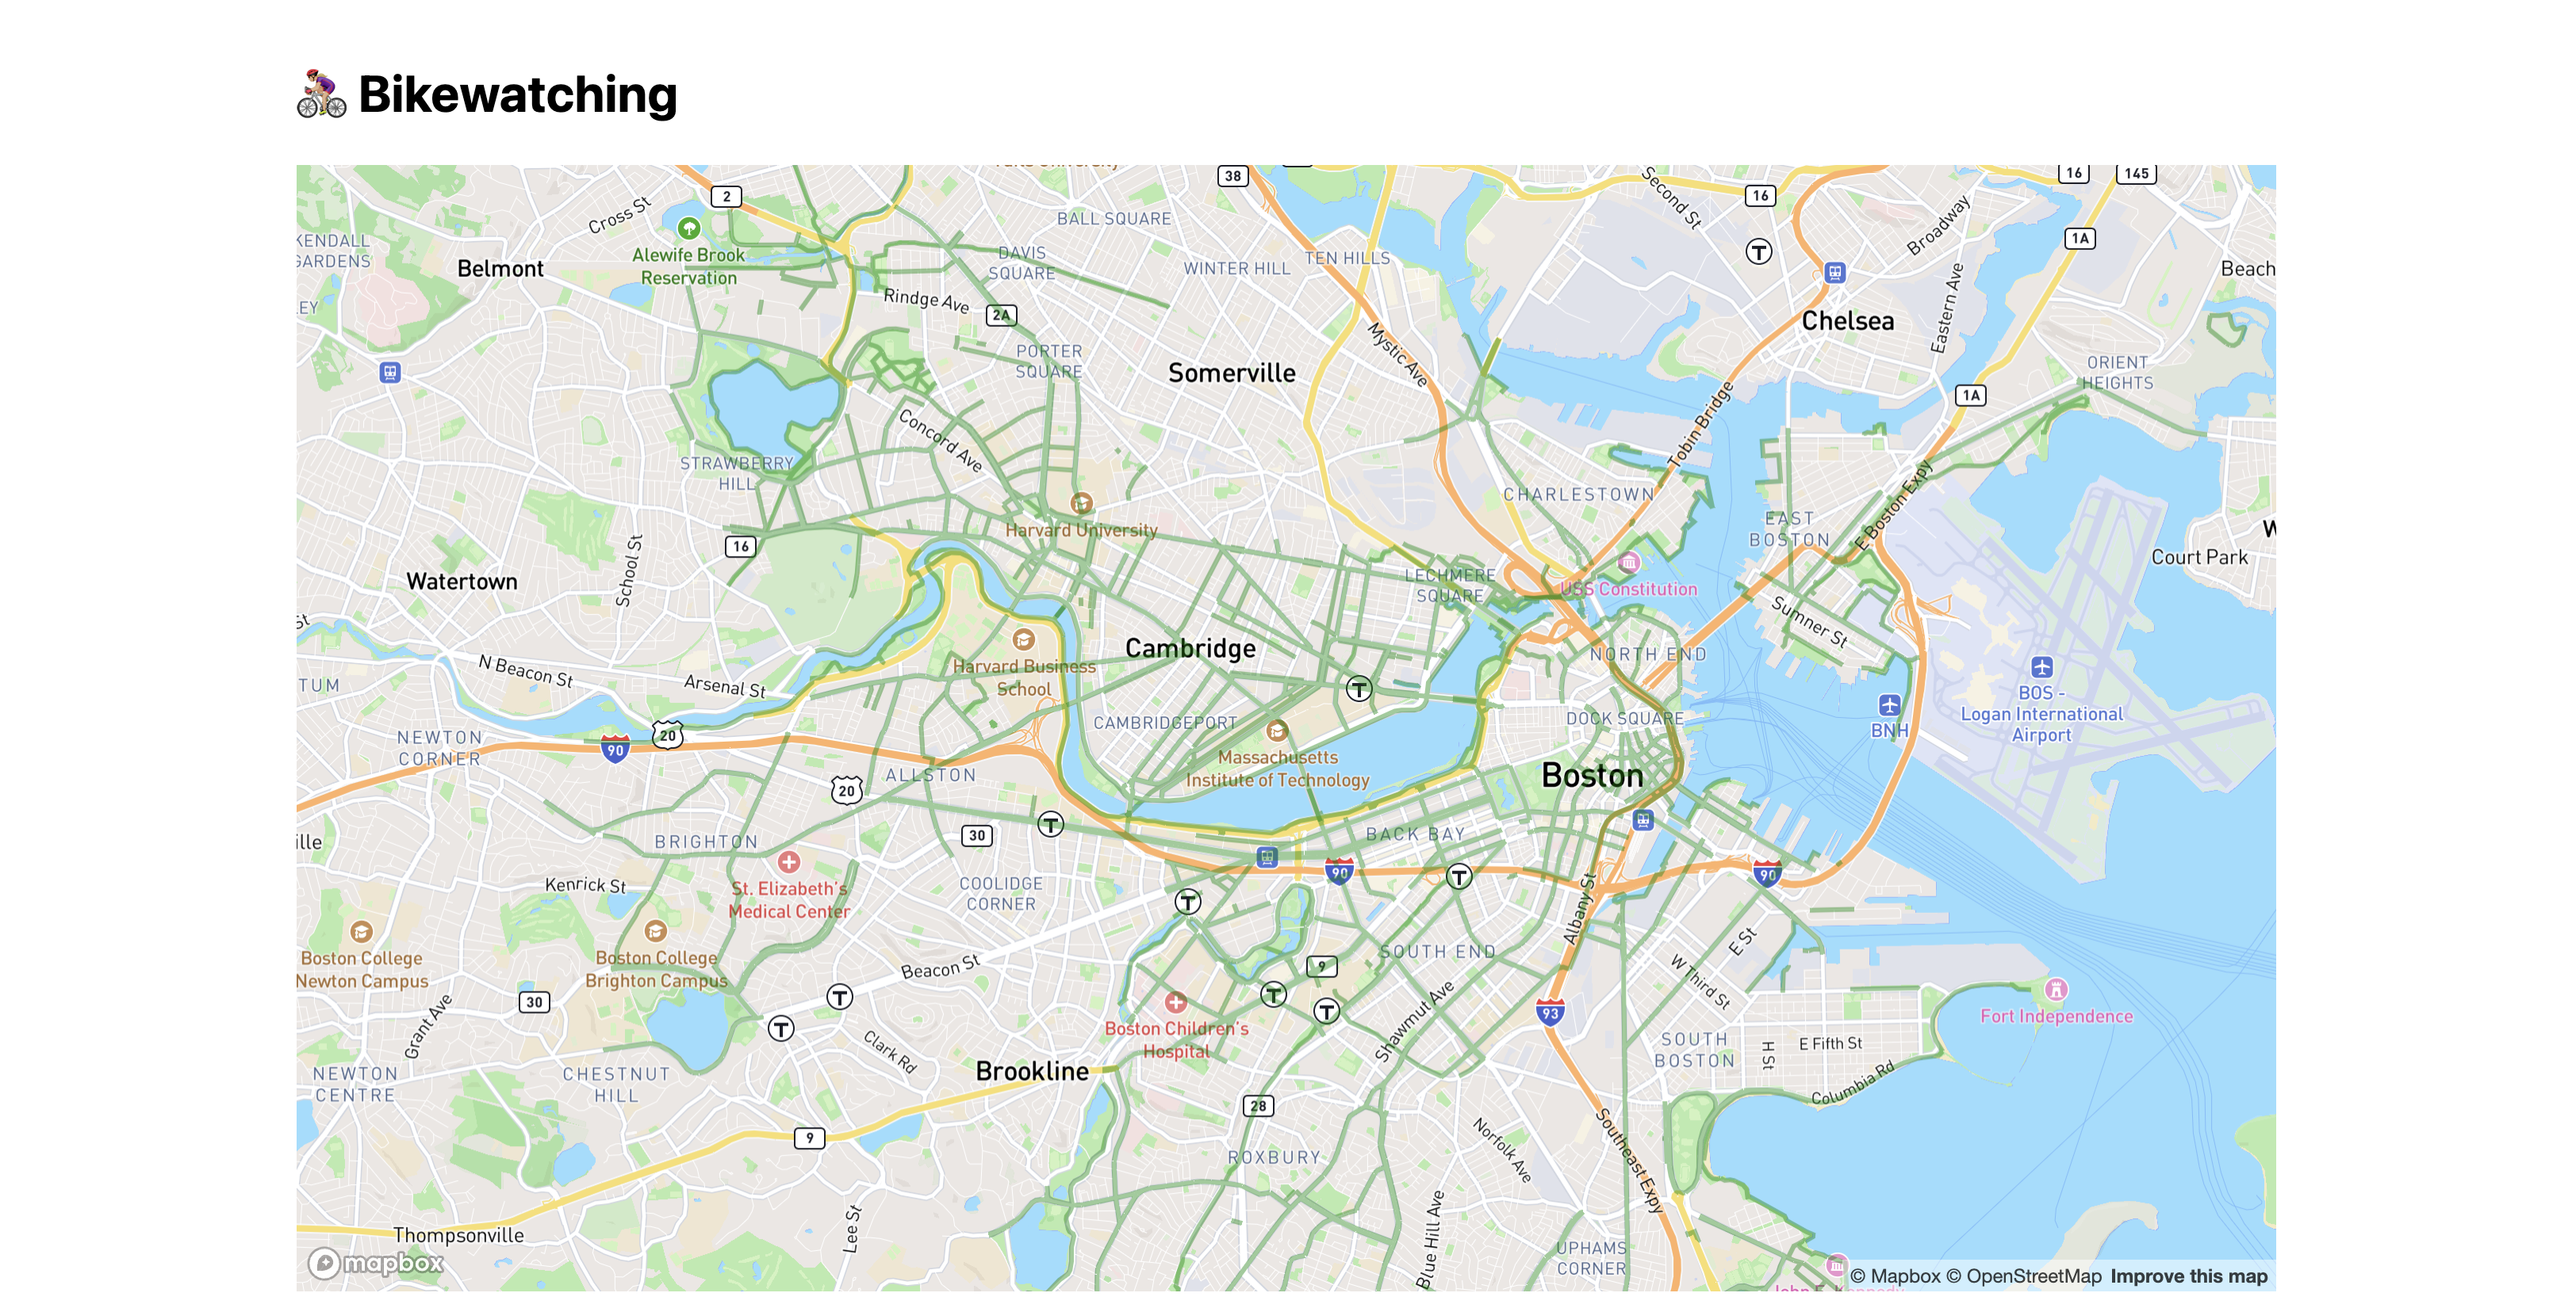 Bikewatching
2
Cross St
Alewife Brook
Reservation
Belmont
BALL SQUARE
DAVIS
SQUARE
WINTER HILL
TEN HILLS
38
Second St
16
Broadway
16
145
1A
Eastern Ave
Beach
Chelsea
Rindge Ave
2A
PORTER
SQUARE
Somerville
Mystic Ave
ORIENT
HEIGHTS
1A
Tobin Bridge
Concord Ave
STRAWBERRY
HILL
Harvard University
CHARLESTOWN
EAST
BOSTON
E Boston Expy
Court Park
16
School St
Watertown
LECHMERE
SQUARE
USS Constitution
Sumner St
Cambridge
Harvard Business
School
NORTH END
N Beacon St
Arsenal St
T
BOS -
Logan International
Airport
BNH
CAMBRIDGEPORT
DOCK SQUARE
NEWTON
CORNER
90
20
Massachusetts
Institute of Technology
Boston
ALLSTON
20
30
T
BRIGHTON
BACK BAY
90
T
90
Kenrick St
St. Elizabeth's
Medical Center
COOLIDGE
CORNER
T
Albany St
Boston College
Newton Campus
Boston College
Brighton Campus
Beacon St
SOUTH END
9
E St
W Third St
30
T
T
T
T
Grant Ave
Clark Rd
Boston Children's
Hospital
Shawmut Ave
93
Fort Independence
SOUTH
BOSTON
H St
E Fifth St
Columbia Rd
Brookline
NEWTON
CENTRE
CHESTNUT
HILL
28
9
Norfolk Ave
Southeast Expy
ROXBURY
Thompsonville
Lee St
Blue Hill Ave
UPHAMS
CORNER
mapbox
© Mapbox © OpenStreetMap Improve this map